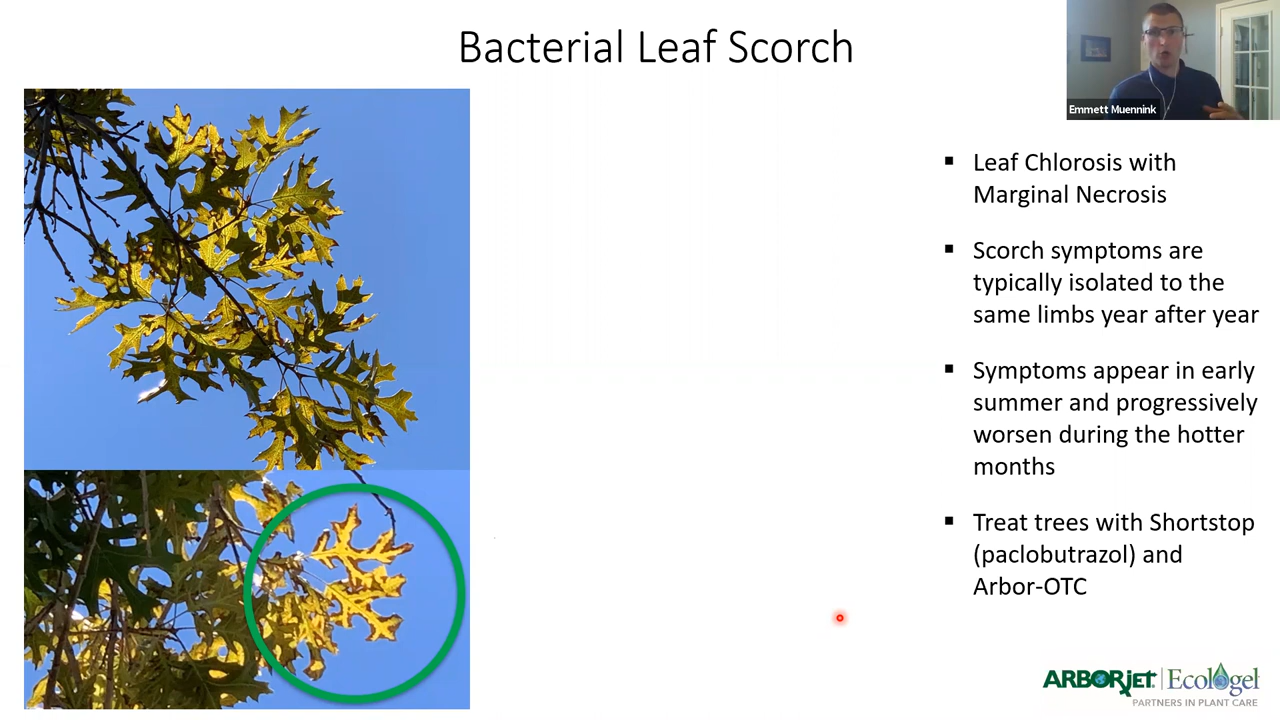 Bacterial Leaf Scorch
Emmett Muennink
▪ Leaf Chlorosis with
Marginal Necrosis
▪ Scorch symptoms are
typically isolated to the
same limbs year after year
▪ Symptoms appear in early
summer and progressively
worsen during the hotter
months
▪ Treat trees with Shortstop
(paclobutrazol) and
Arbor-OTC
ARBORjet | Ecologel
PARTNERS IN PLANT CARE